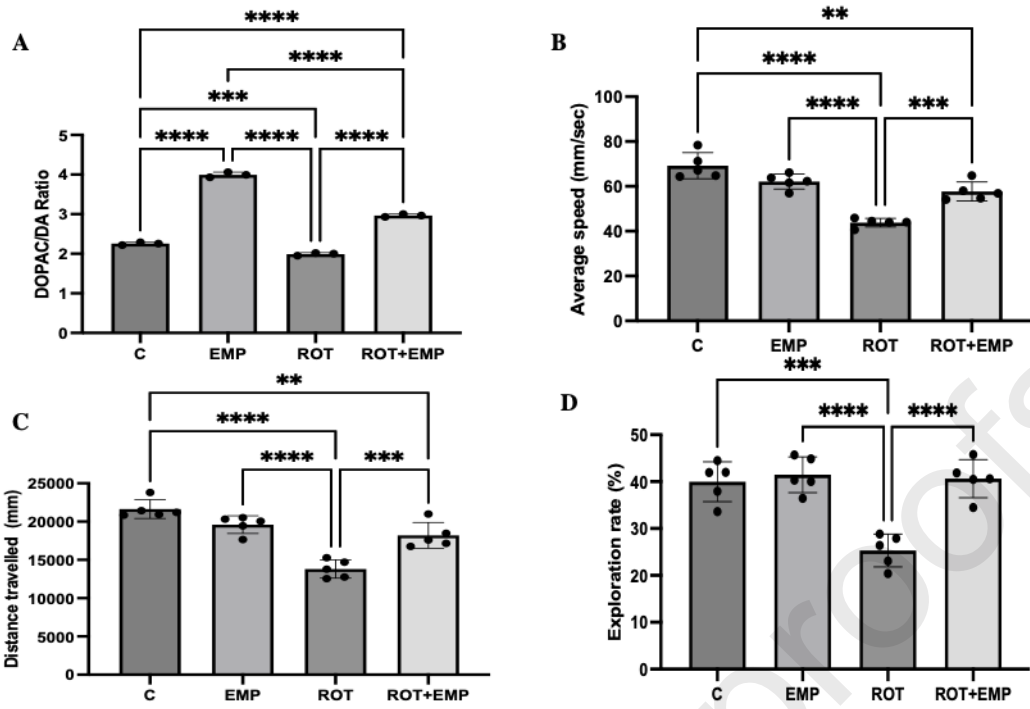 A
****
****
***
**** **** ****
DOPAC/DA Ratio
5
4
3
2
1
0
C EMP ROT ROT+EMP
B
**
****
**** ***
Average speed (mm/sec)
100
80
60
40
20
0
C EMP ROT ROT+EMP
C
**
****
**** ***
Distance travelled (mm)
25000
20000
15000
10000
5000
0
C EMP ROT ROT+EMP
D
***
**** ****
Exploration rate (%)
50
40
30
20
10
0
C EMP ROT ROT+EMP
proofs